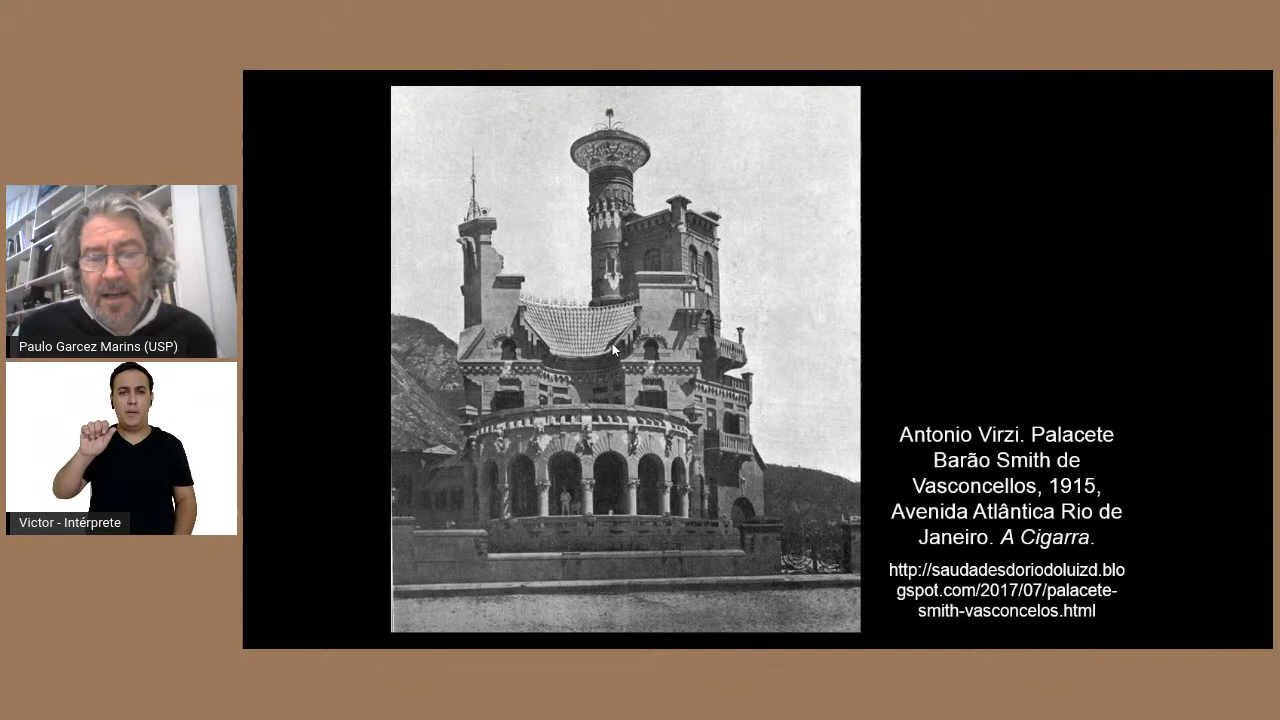 Paulo Garcez Marins (USP)
Victor - Intérprete
Antonio Virzi. Palacete
Barão Smith de
Vasconcellos, 1915,
Avenida Atlântica Rio de
Janeiro. A Cigarra.
http://saudadesdoriodoluizd.blo
gspot.com/2017/07/palacete-
smith-vasconcelos.html